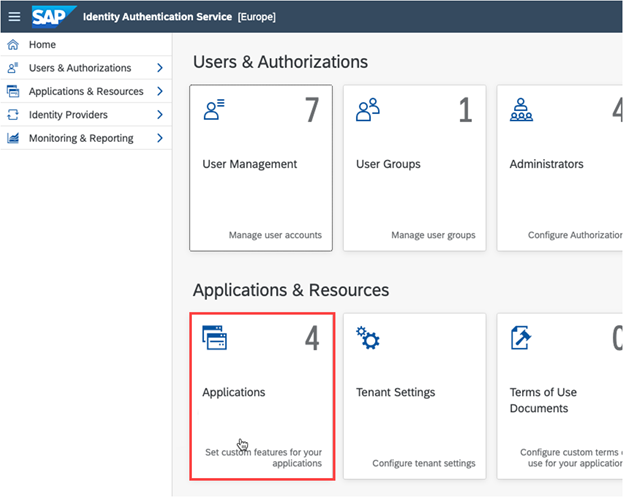 SAP Identity Authentication Service [Europe]
Home
Users & Authorizations
Applications & Resources
Identity Providers
Monitoring & Reporting
Users & Authorizations
7
User Management
Manage user accounts
1
User Groups
Manage user groups
4
Administrators
Configure Authorization
Applications & Resources
4
Applications
Set custom features for your
applications
Tenant Settings
Configure tenant settings
0
Terms of Use
Documents
Configure custom terms o
use for your application